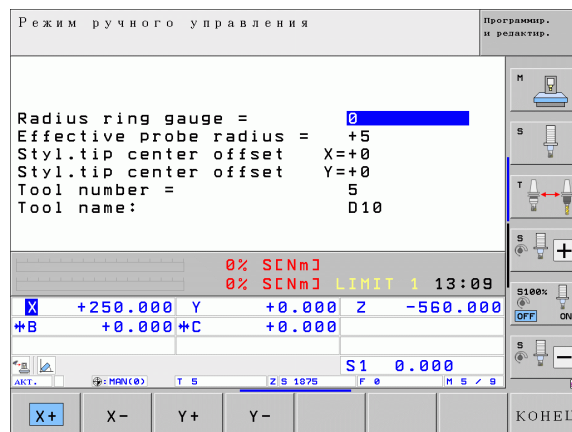 Режим ручного управления
Программир.
и редактир.
Radius ring gauge = 0
Effective probe radius = +5
Styl.tip center offset X=+0
Styl.tip center offset Y=+0
Tool number = 5
Tool name: D10
0% S[Nm]
0% S[Nm] LIMIT 1 13:09
X +250.000 Y +0.000 Z -560.000
B +0.000 C +0.000
S1 0.000
АКТ. : MAN(0) T 5 Z S 1875 F 0 M 5 / 9
M
S
T
S
S100%
OFF ON
S
X+ X- Y+ Y- КОНЕЦ